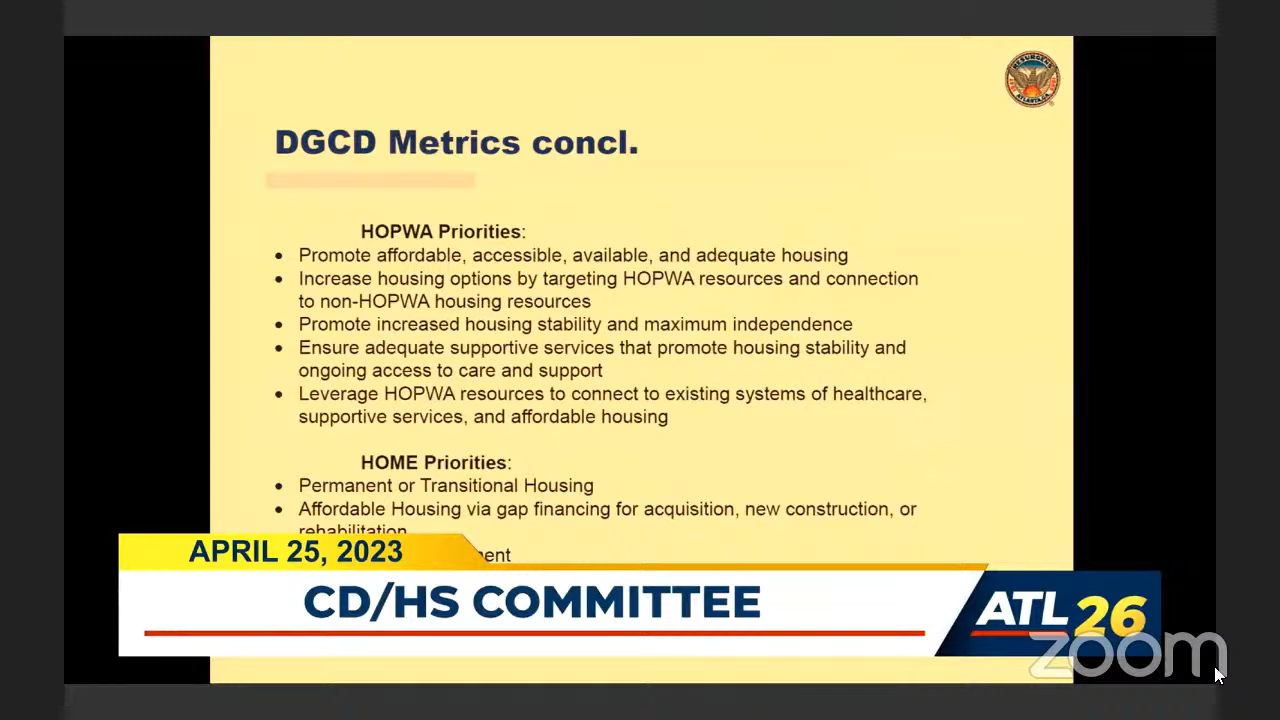 RESURGENS
ATLANTA, GA.
DGCD Metrics concl.
HOPWA Priorities:
• Promote affordable, accessible, available, and adequate housing
• Increase housing options by targeting HOPWA resources and connection
to non-HOPWA housing resources
• Promote increased housing stability and maximum independence
• Ensure adequate supportive services that promote housing stability and
ongoing access to care and support
• Leverage HOPWA resources to connect to existing systems of healthcare,
supportive services, and affordable housing
HOME Priorities:
• Permanent or Transitional Housing
• Affordable Housing via gap financing for acquisition, new construction, or
rehabilitation
APRIL 25, 2023
CD/HS COMMITTEE
ATL 26
zoom